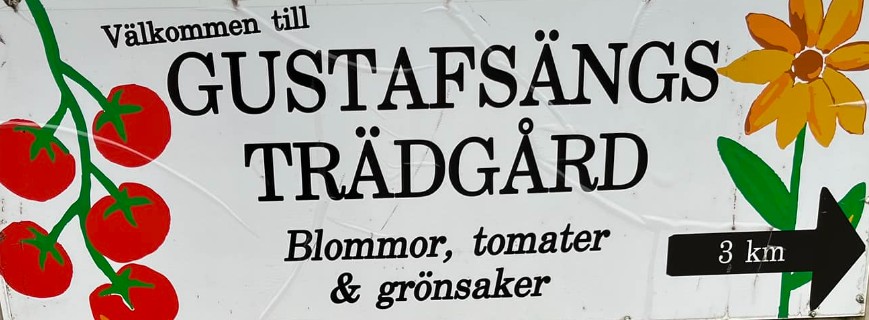 Välkommen till
GUSTAFSÄNGS
TRÄDGÅRD
Blommor, tomater
& grönsaker
3 km